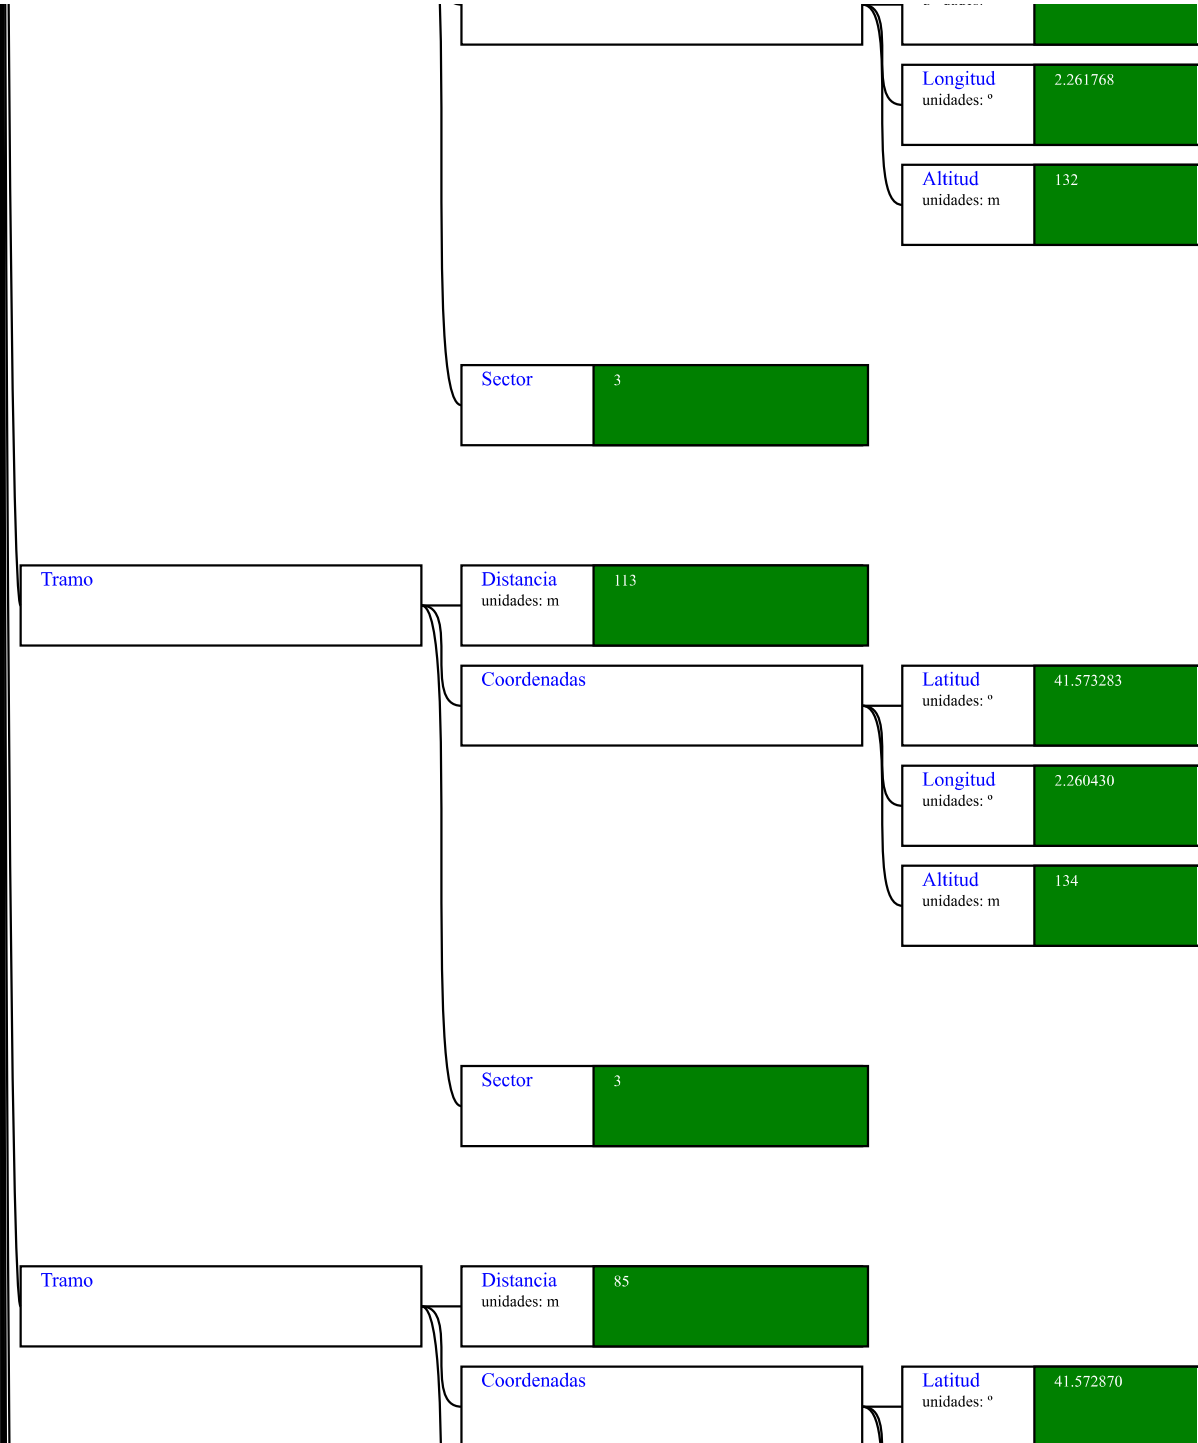 Longitud
unidades: º
2.261768
Altitud
unidades: m
132
Sector
3
Tramo
Distancia
unidades: m
113
Coordenadas
Latitud
unidades: º
41.573283
Longitud
unidades: º
2.260430
Altitud
unidades: m
134
Sector
3
Tramo
Distancia
unidades: m
85
Coordenadas
Latitud
unidades: º
41.572870